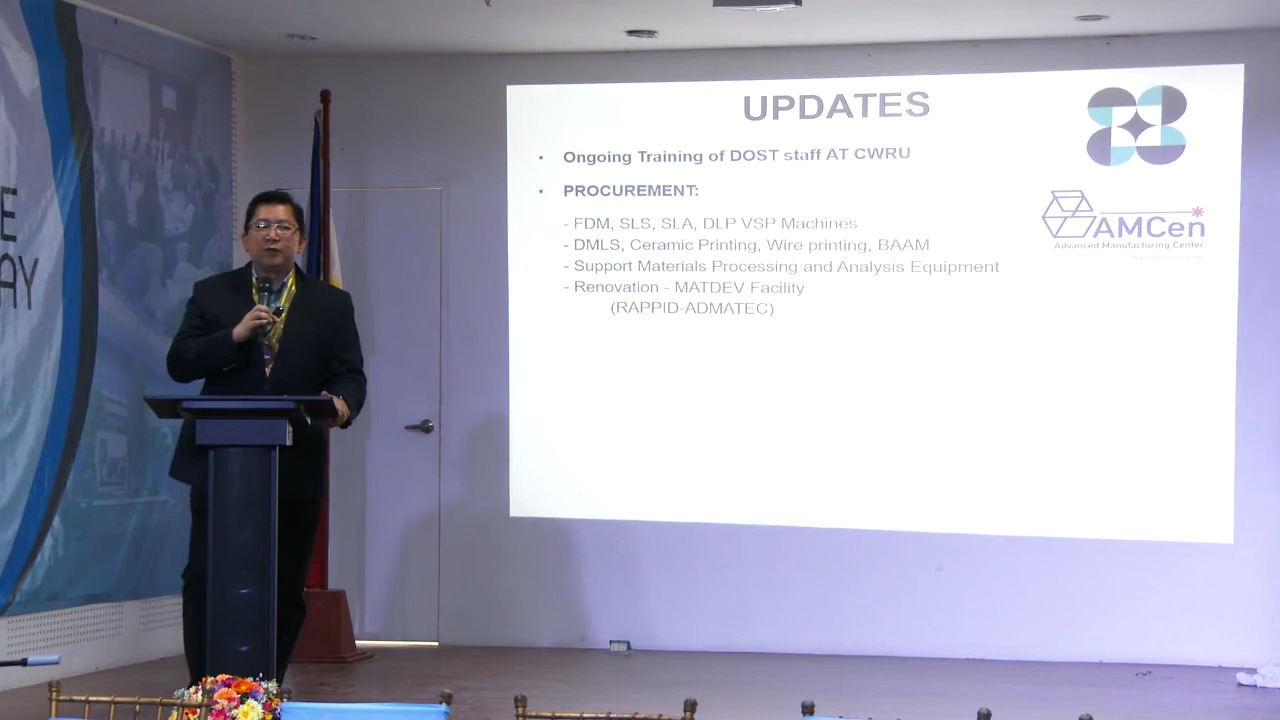 E
AY
UPDATES
• Ongoing Training of DOST staff AT CWRU
• PROCUREMENT:
- FDM, SLS, SLA, DLP VSP Machines
- DMLS, Ceramic Printing, Wire printing, BAAM
- Support Materials Processing and Analysis Equipment
- Renovation - MATDEV Facility
(RAPPID-ADMATEC)
AMCen
Advanced Manufacturing Center